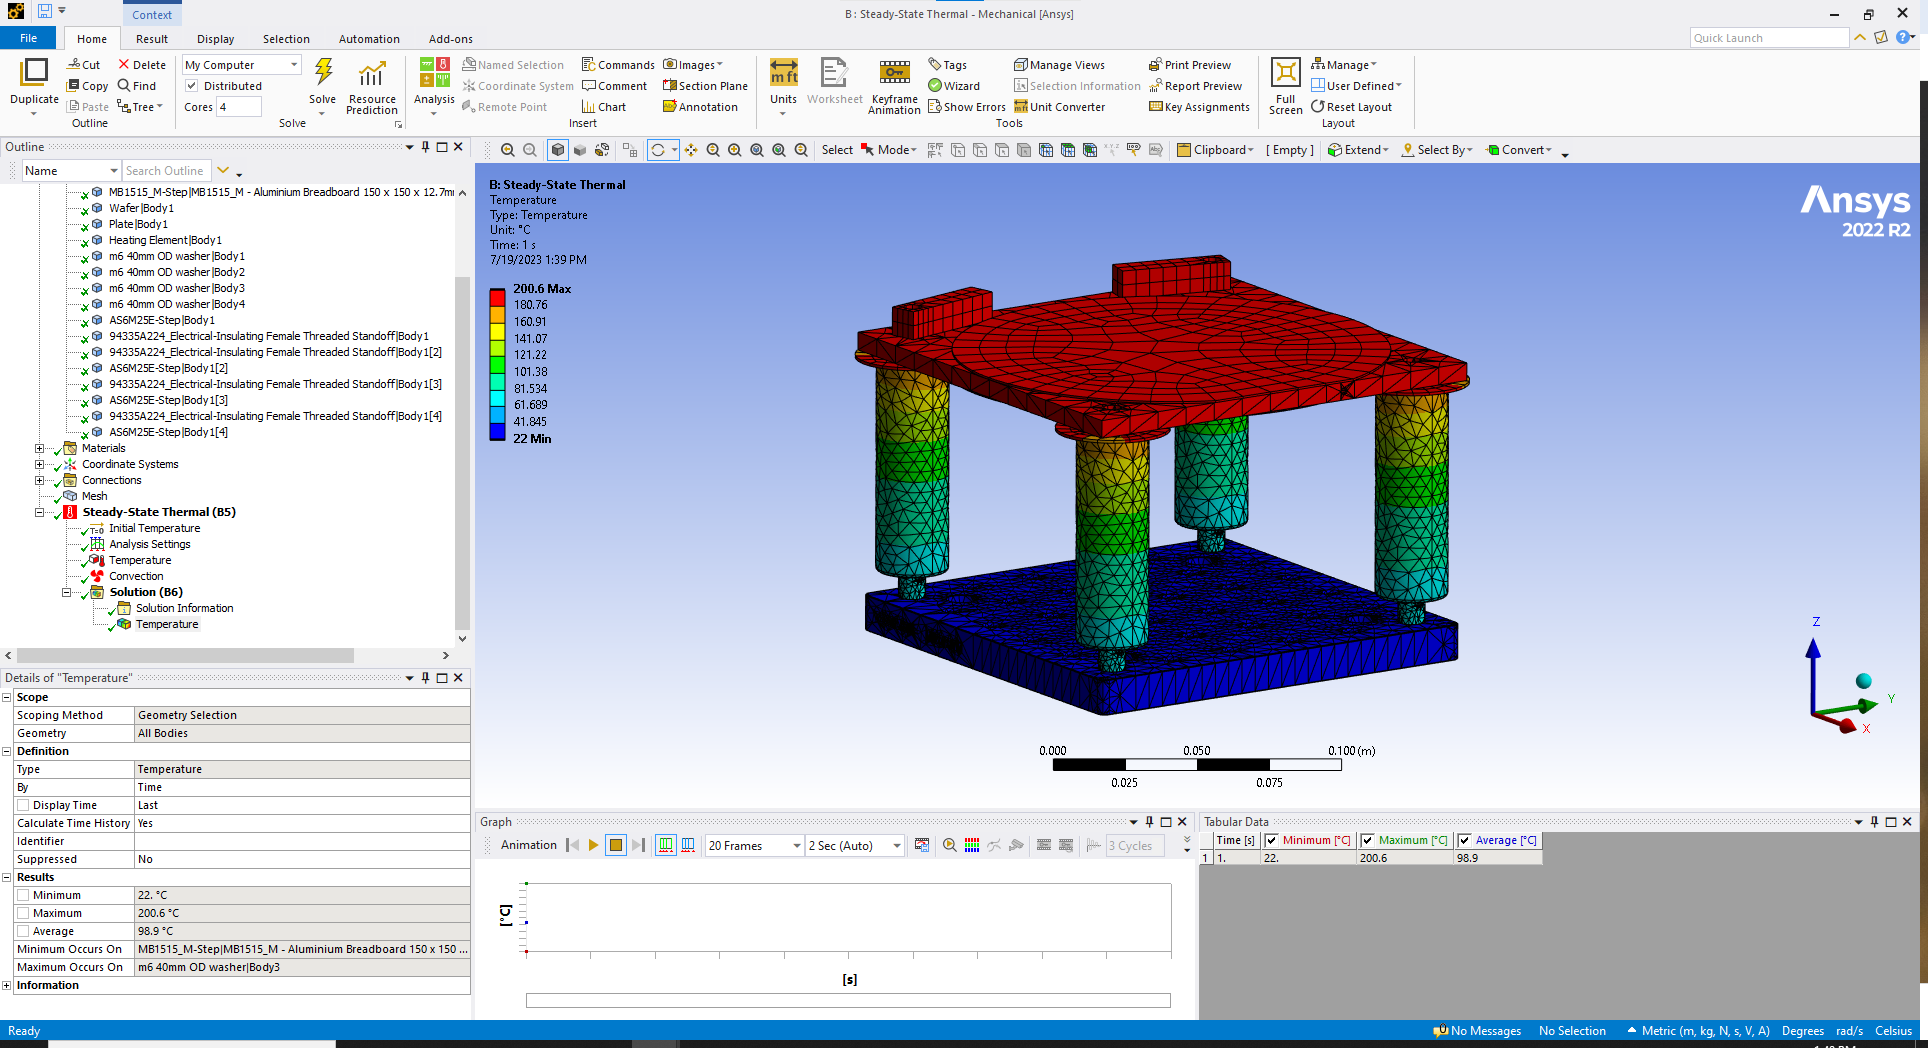 Context
B : Steady-State Thermal - Mechanical [Ansys]
File
Home
Result
Display
Selection
Automation
Add-ons
Quick Launch
Duplicate
Cut
Delete
Copy
Find
Paste
Tree
Outline
My Computer
Distributed
Cores 4
Solve
Resource Prediction
Solve
Analysis
Named Selection
Coordinate System
Remote Point
Commands
Comment
Chart
Images
Section Plane
Annotation
Insert
mft
Units
Worksheet
Keyframe Animation
Tags
Wizard
Show Errors
Manage Views
Selection Information
Unit Converter
Print Preview
Report Preview
Key Assignments
Tools
Full Screen
Manage
User Defined
Reset Layout
Layout
Outline
Name
Search Outline
MB1515_M-Step|MB1515_M - Aluminium Breadboard 150 x 150 x 12.7m
Wafer|Body1
Plate|Body1
Heating Element|Body1
m6 40mm OD washer|Body1
m6 40mm OD washer|Body2
m6 40mm OD washer|Body3
m6 40mm OD washer|Body4
AS6M25E-Step|Body1
94335A224_Electrical-Insulating Female Threaded Standoff|Body1
94335A224_Electrical-Insulating Female Threaded Standoff|Body1[2]
AS6M25E-Step|Body1[2]
94335A224_Electrical-Insulating Female Threaded Standoff|Body1[3]
AS6M25E-Step|Body1[3]
94335A224_Electrical-Insulating Female Threaded Standoff|Body1[4]
AS6M25E-Step|Body1[4]
Materials
Coordinate Systems
Connections
Mesh
Steady-State Thermal (B5)
T=0 Initial Temperature
Analysis Settings
Temperature
Convection
Solution (B6)
Solution Information
Temperature
Details of "Temperature"
Scope
Scoping Method Geometry Selection
Geometry All Bodies
Definition
Type Temperature
By Time
Display Time Last
Calculate Time History Yes
Identifier
Suppressed No
Results
Minimum 22. °C
Maximum 200.6 °C
Average 98.9 °C
Minimum Occurs On MB1515_M-Step|MB1515_M - Aluminium Breadboard 150 x 150 ...
Maximum Occurs On m6 40mm OD washer|Body3
Information
Select
Mode
Clipboard
[ Empty ]
Extend
Select By
Convert
B: Steady-State Thermal
Temperature
Type: Temperature
Unit: °C
Time: 1 s
7/19/2023 1:39 PM
200.6 Max
180.76
160.91
141.07
121.22
101.38
81.534
61.689
41.845
22 Min
Ansys
2022 R2
Z
Y
X
0.000
0.050
0.100 (m)
0.025
0.075
Graph
Animation
20 Frames
2 Sec (Auto)
3 Cycles
[°C]
[s]
Tabular Data
Time [s]
Minimum [°C]
Maximum [°C]
Average [°C]
1 1. 22. 200.6 98.9
Ready
0 No Messages
No Selection
Metric (m, kg, N, s, V, A)
Degrees
rad/s
Celsius